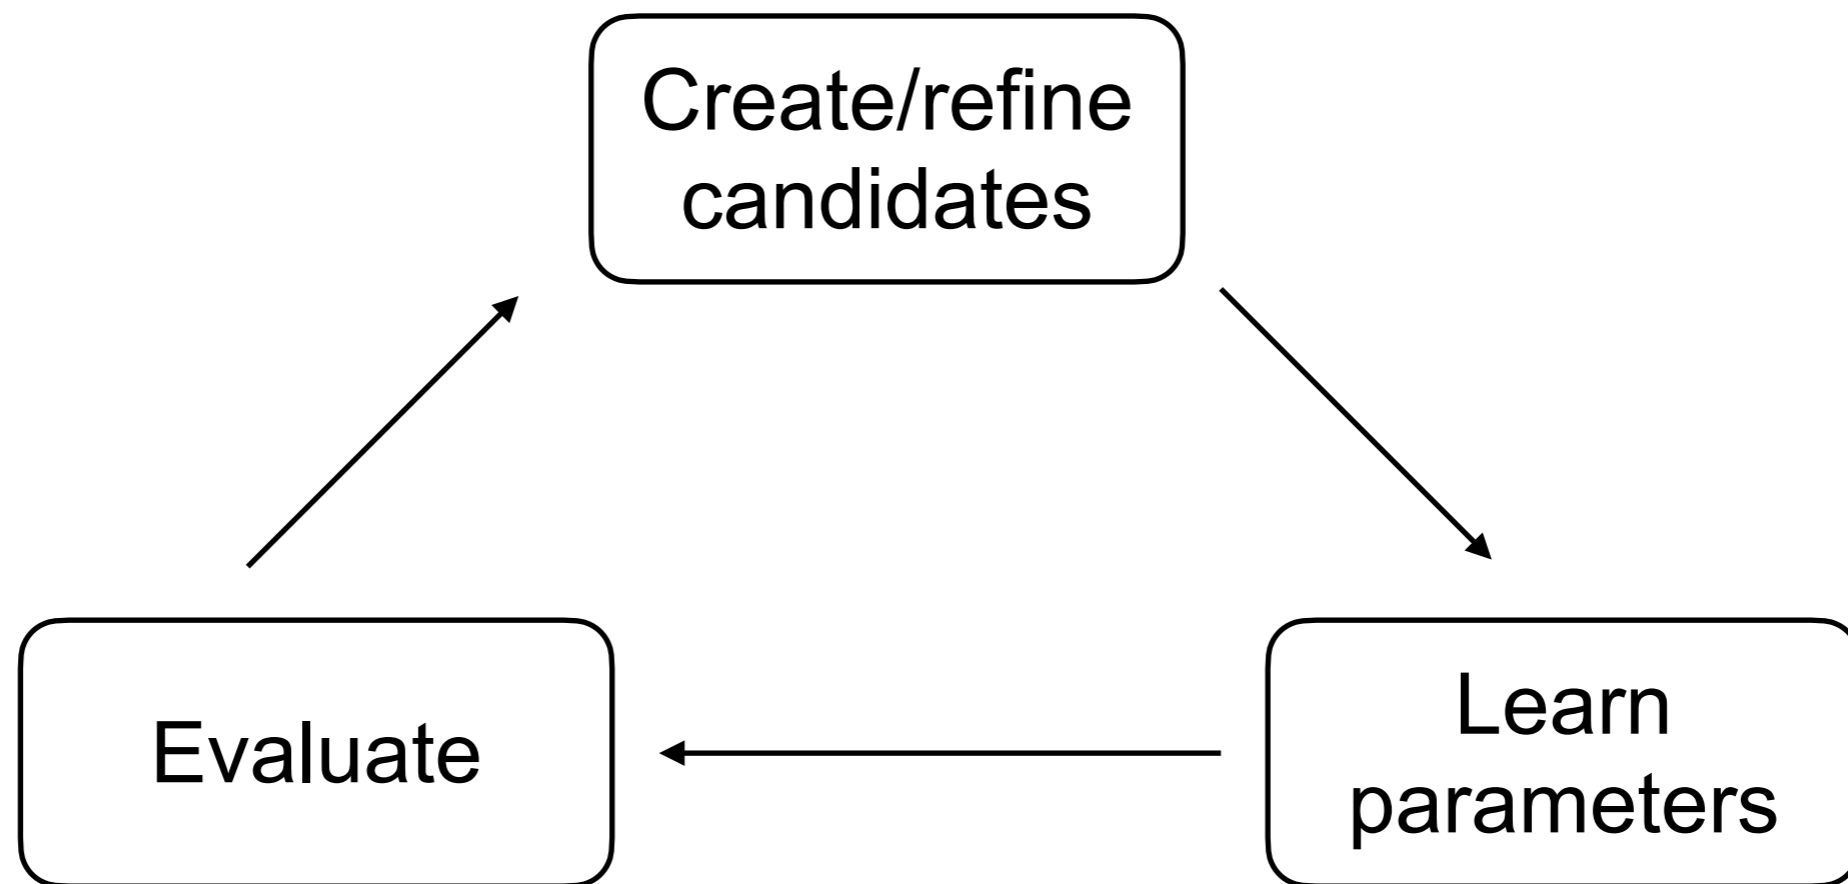 Create/refine
candidates
Evaluate
Learn
parameters